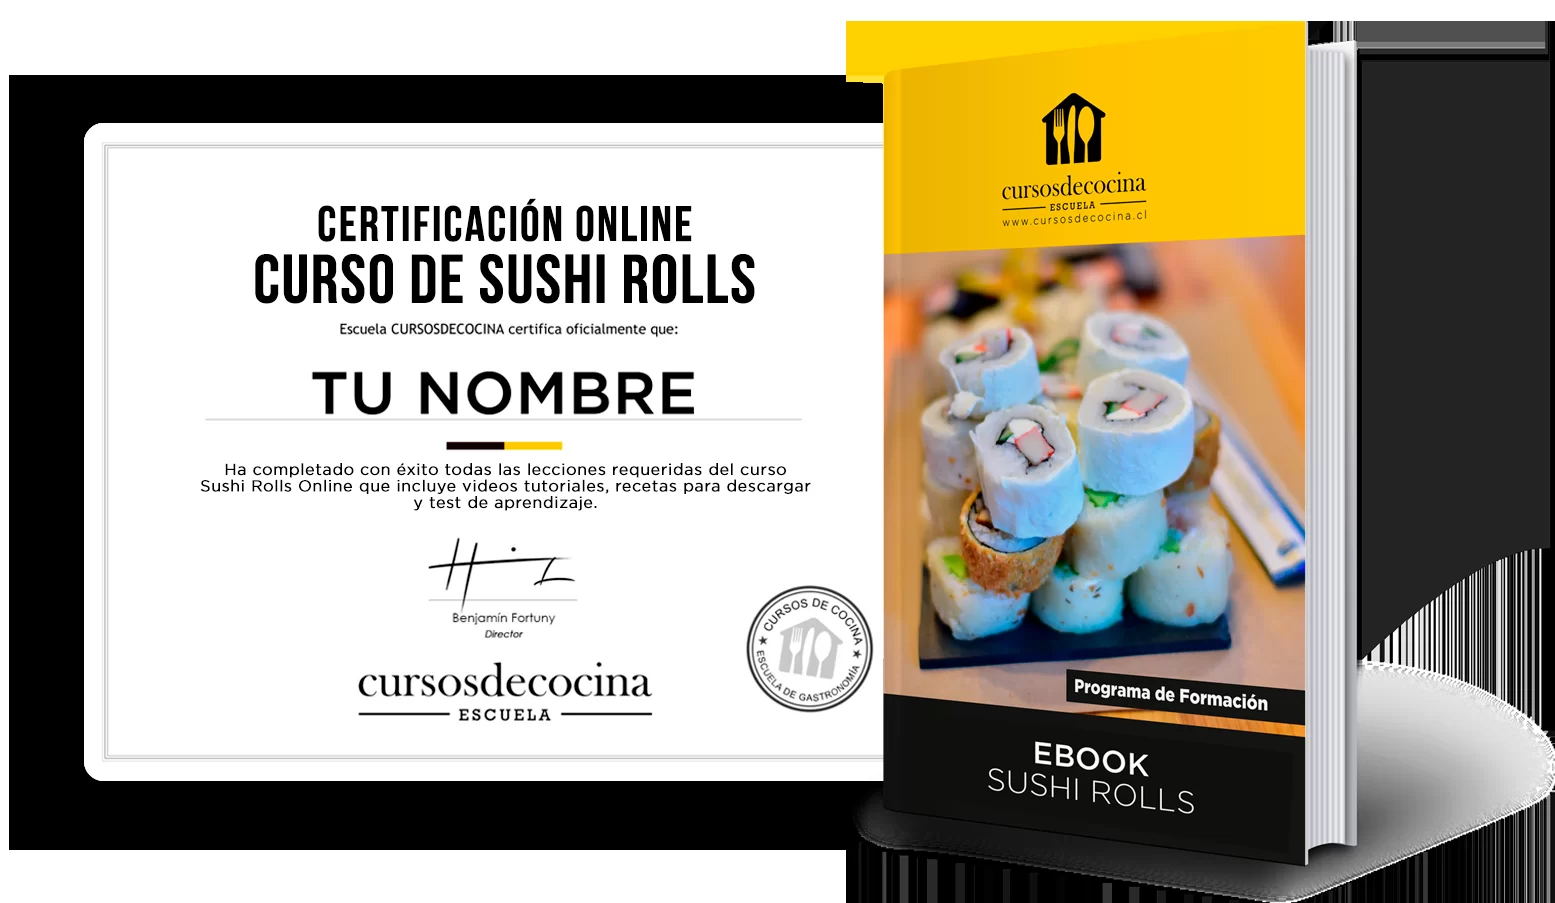 CERTIFICACIÓN ONLINE
CURSO DE SUSHI ROLLS
Escuela CURSOSDECOCINA certifica oficialmente que:
TU NOMBRE
Ha completado con éxito todas las lecciones requeridas del curso
Sushi Rolls Online que incluye videos tutoriales, recetas para descargar
y test de aprendizaje.
Benjamín Fortuny
Director
cursosdecocina
ESCUELA
CURSOS DE COCINA
ESCUELA DE GASTRONOMÍA
cursosdecocina
ESCUELA
www.cursosdecocina.cl
Programa de Formación
EBOOK
SUSHI ROLLS